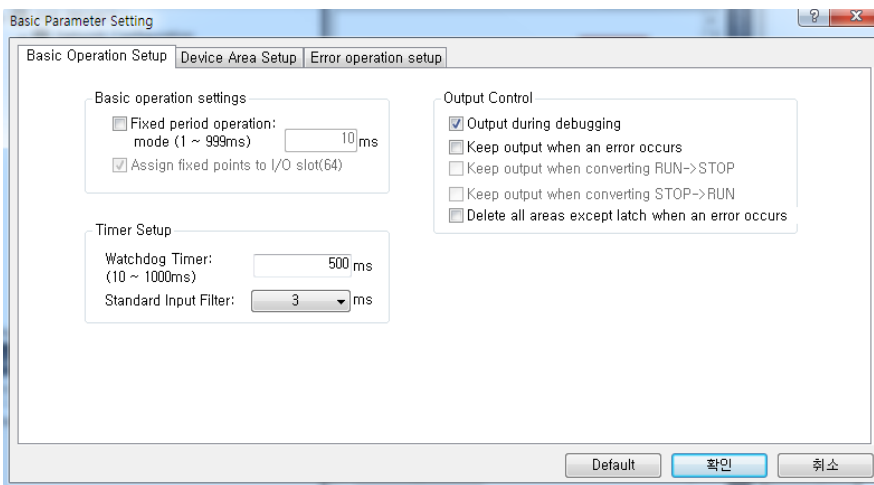 Basic Parameter Setting
Basic Operation Setup
Device Area Setup
Error operation setup
Basic operation settings
Fixed period operation:
mode (1 ~ 999ms)
10 ms
Assign fixed points to I/O slot(64)
Timer Setup
Watchdog Timer:
(10 ~ 1000ms)
500 ms
Standard Input Filter:
3
ms
Output Control
Output during debugging
Keep output when an error occurs
Keep output when converting RUN->STOP
Keep output when converting STOP->RUN
Delete all areas except latch when an error occurs
Default
확인
취소